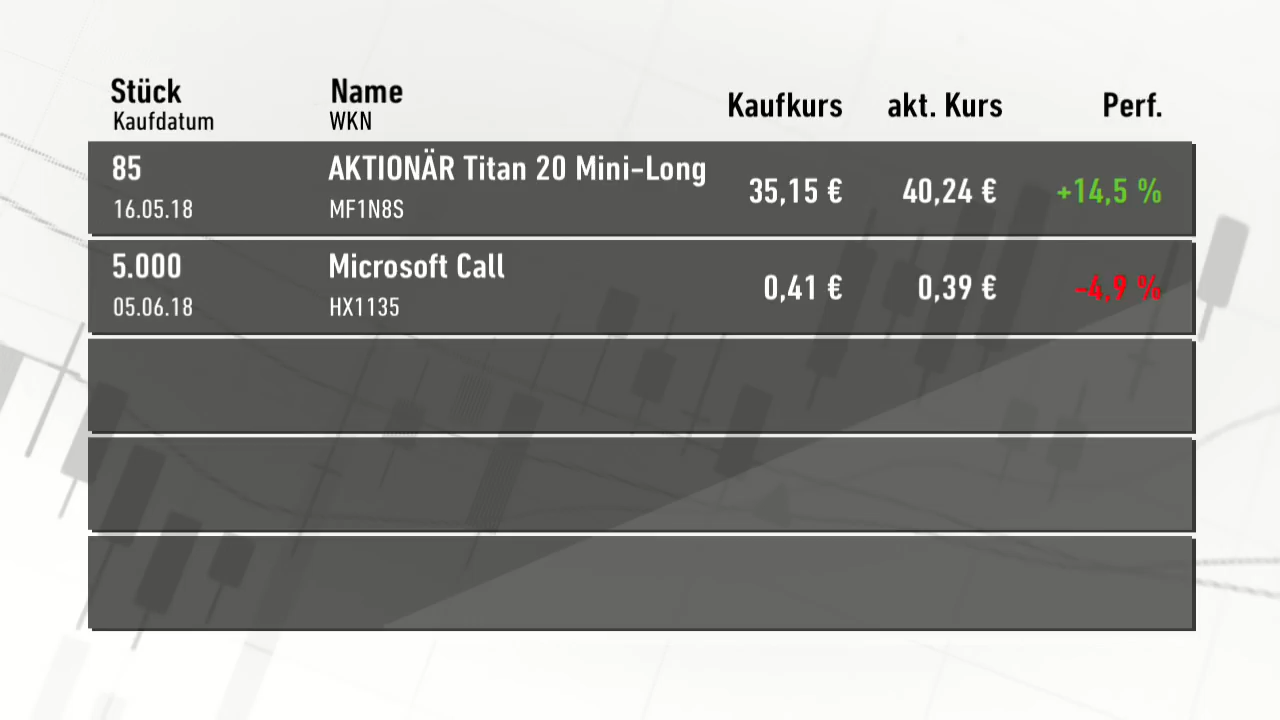 Stück Name Kaufkurs akt. Kurs Perf.
Kaufdatum WKN
85 AKTIONÄR Titan 20 Mini-Long 35,15 € 40,24 € +14,5 %
16.05.18 MF1N8S
5.000 Microsoft Call 0,41 € 0,39 € -4,9 %
05.06.18 HX1135